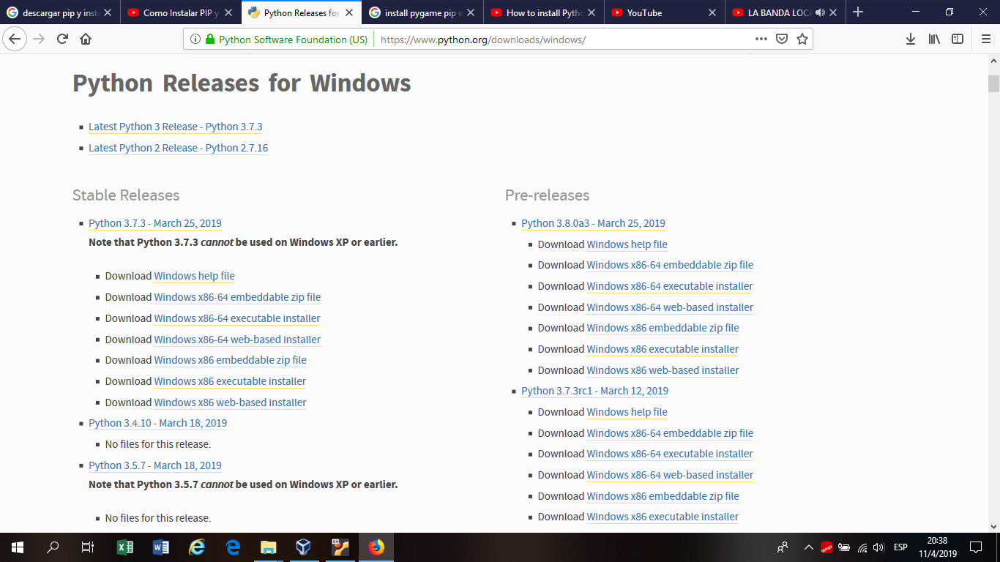 descargar pip y inst
Como Instalar PIP y
Python Releases for
install pygame pip w
How to install Pytho
YouTube
LA BANDA LOCA
Python Software Foundation (US)
https://www.python.org/downloads/windows/
Python Releases for Windows
Latest Python 3 Release - Python 3.7.3
Latest Python 2 Release - Python 2.7.16
Stable Releases
Python 3.7.3 - March 25, 2019
Note that Python 3.7.3 cannot be used on Windows XP or earlier.
Download Windows help file
Download Windows x86-64 embeddable zip file
Download Windows x86-64 executable installer
Download Windows x86-64 web-based installer
Download Windows x86 embeddable zip file
Download Windows x86 executable installer
Download Windows x86 web-based installer
Python 3.4.10 - March 18, 2019
No files for this release.
Python 3.5.7 - March 18, 2019
Note that Python 3.5.7 cannot be used on Windows XP or earlier.
No files for this release.
Pre-releases
Python 3.8.0a3 - March 25, 2019
Download Windows help file
Download Windows x86-64 embeddable zip file
Download Windows x86-64 executable installer
Download Windows x86-64 web-based installer
Download Windows x86 embeddable zip file
Download Windows x86 executable installer
Download Windows x86 web-based installer
Python 3.7.3rc1 - March 12, 2019
Download Windows help file
Download Windows x86-64 embeddable zip file
Download Windows x86-64 executable installer
Download Windows x86-64 web-based installer
Download Windows x86 embeddable zip file
Download Windows x86 executable installer
ESP
20:38
11/4/2019